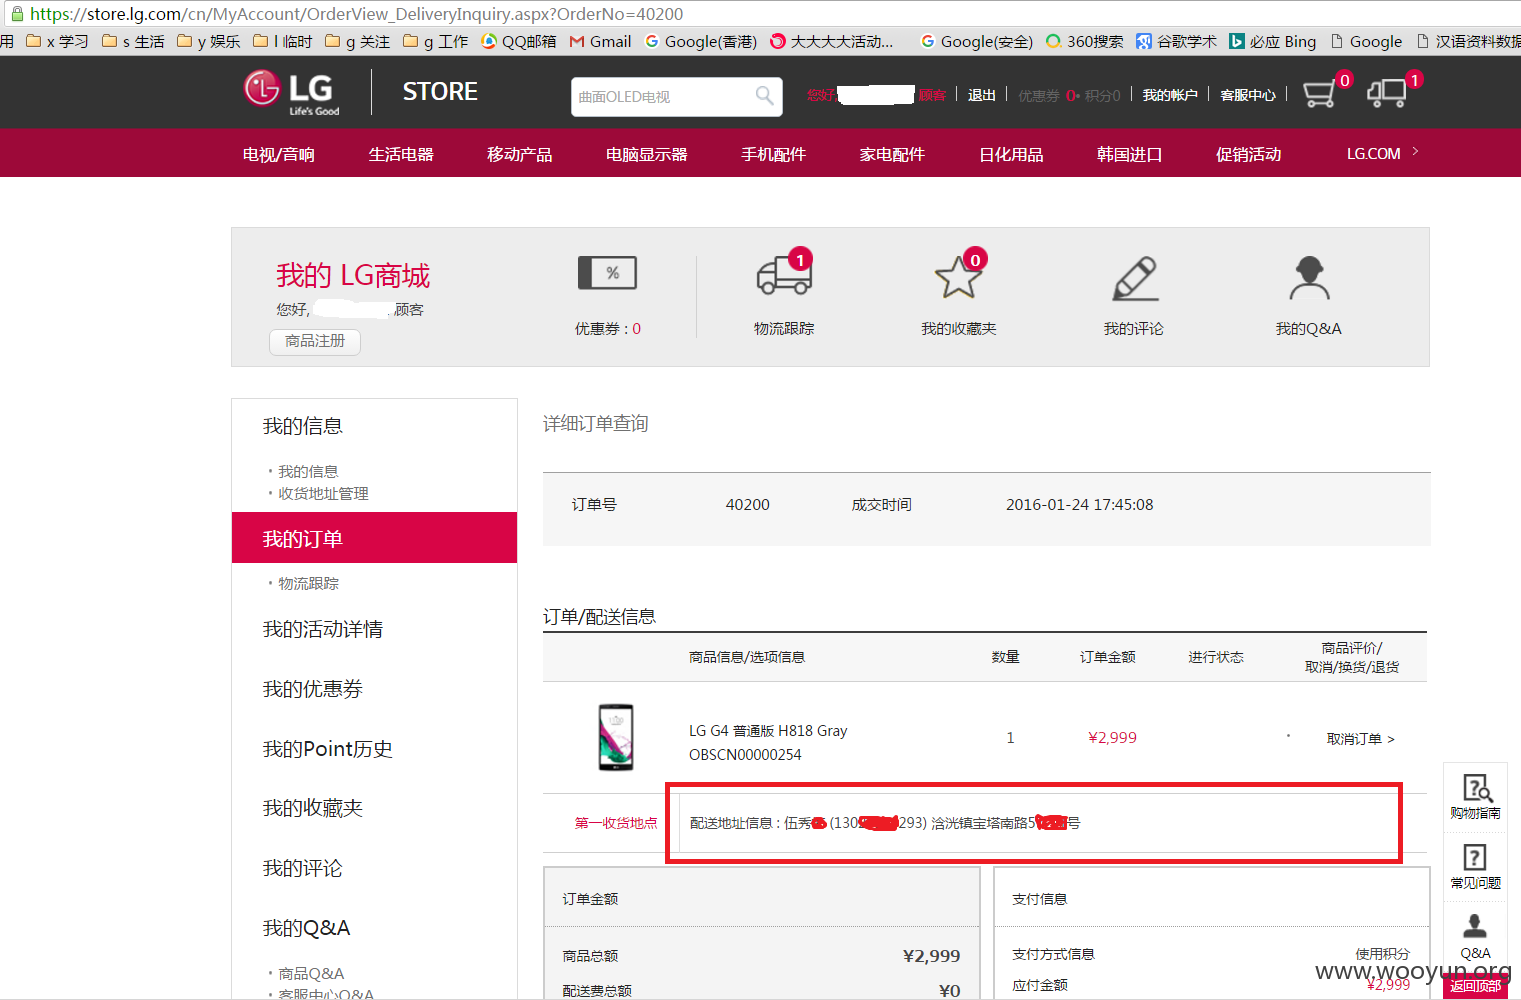 https://store.lg.com/cn/MyAccount/OrderView_DeliveryInquiry.aspx?OrderNo=40200
用 x 学习 s 生活 y 娱乐 l 临时 g 关注 g 工作 QQ邮箱 Gmail Google(香港) 大大大大活动... Google(安全) 360搜索 谷歌学术 必应 Bing Google 汉语资料数据
LG Life's Good STORE
曲面OLED电视
您好, 顾客 退出 优惠券 0 • 积分0 我的帐户 客服中心 0 1
电视/音响 生活电器 移动产品 电脑显示器 手机配件 家电配件 日化用品 韩国进口 促销活动 LG.COM >
我的 LG商城
您好, 顾客
商品注册
%
优惠券 : 0
1
物流跟踪
0
我的收藏夹
我的评论
我的Q&A
我的信息
· 我的信息
· 收货地址管理
我的订单
· 物流跟踪
我的活动详情
我的优惠券
我的Point历史
我的收藏夹
我的评论
我的Q&A
· 商品Q&A
· 客服中心Q&A
详细订单查询
订单号 40200 成交时间 2016-01-24 17:45:08
订单/配送信息
商品信息/选项信息 数量 订单金额 进行状态 商品评价/
取消/换货/退货
LG G4 普通版 H818 Gray
OBSCN00000254
1 ¥2,999 · 取消订单 >
第一收货地点 配送地址信息 : 伍秀 (130 293) 浛洸镇宝塔南路5 号
订单金额
商品总额 ¥2,999
配送费总额 ¥0
支付信息
支付方式信息 使用积分
应付金额 ¥2,999
购物指南
常见问题
Q&A
返回顶部
www.wooyun.org